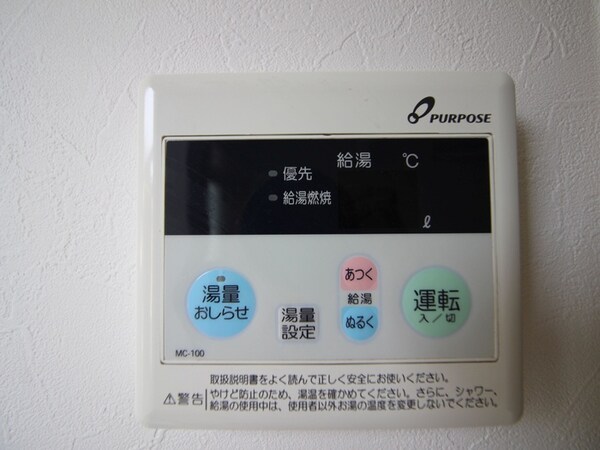 PURPOSE
給湯 ℃
優先
給湯燃焼
ℓ
湯量
おしらせ
湯量
設定
あつく
給湯
ぬるく
運転
入／切
MC-100
取扱説明書をよく読んで正しく安全にお使いください。
⚠警告
やけど防止のため、湯温を確かめてください。さらに、シャワー、
給湯の使用中は、使用者以外お湯の温度を変更しないでください。